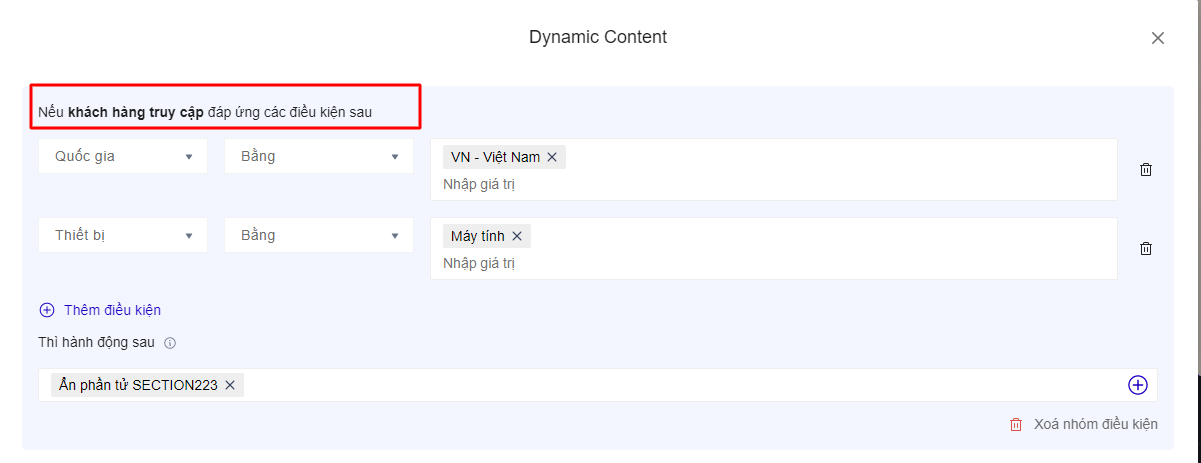 Dynamic Content
Nếu khách hàng truy cập đáp ứng các điều kiện sau
Quốc gia
Bằng
VN - Việt Nam
Nhập giá trị
Thiết bị
Bằng
Máy tính
Nhập giá trị
Thêm điều kiện
Thì hành động sau
Ẩn phần tử SECTION223
Xoá nhóm điều kiện